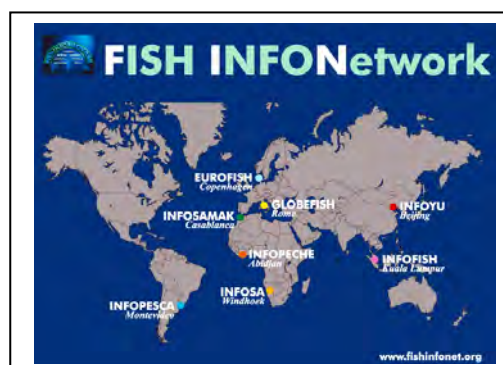 FISH INFONetwork
EUROFISH
Copenhagen
GLOBEFISH
Rome
INFOYU
Beijing
INFOSAMAK
Casablanca
INFOPECHE
Abidjan
INFOFISH
Kuala Lumpur
INFOSA
Windhoek
INFOPESCA
Montevideo
www.fishinfonet.org